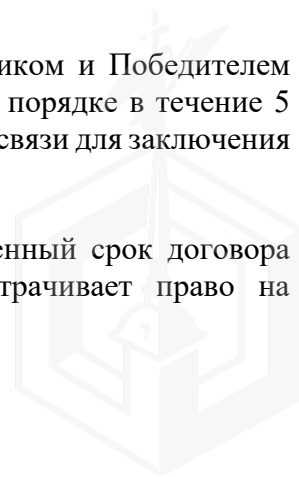 иком и Победителем
порядке в течение 5
связи для заключения
енный срок договора
трачивает право на